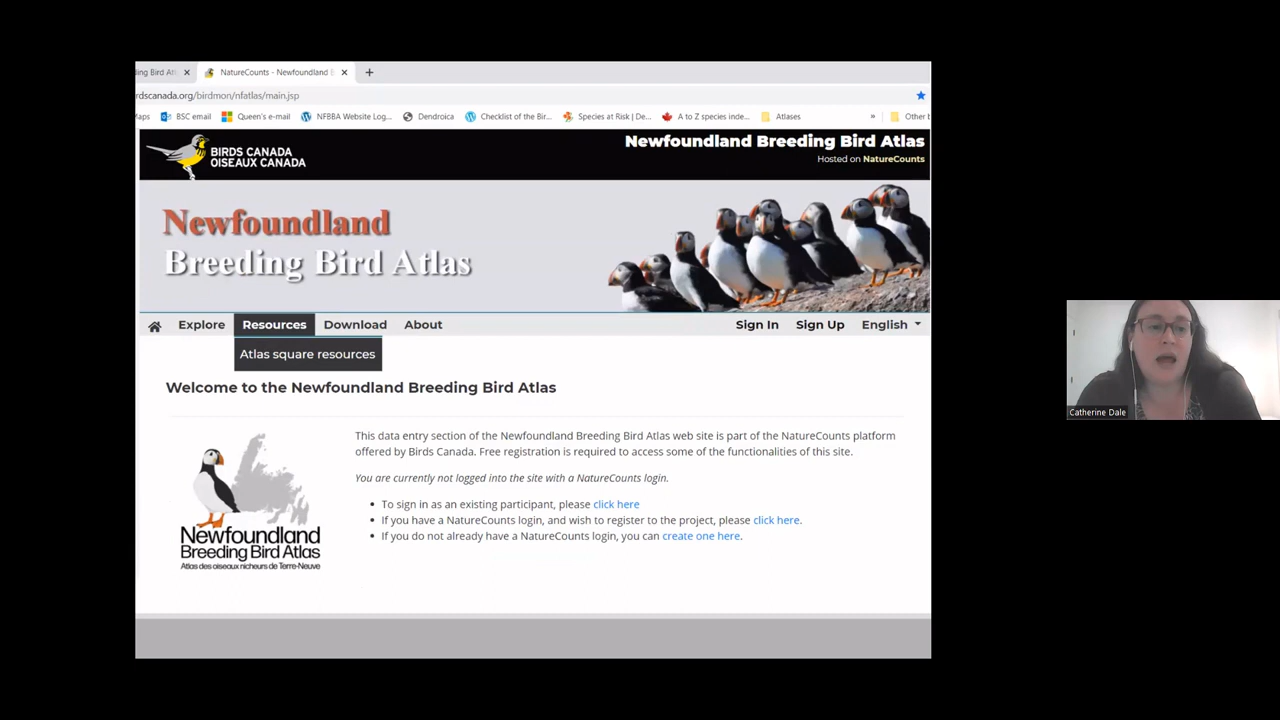 ling Bird Atl
NatureCounts - Newfoundland B
rdscanada.org/birdmon/nfatlas/main.jsp
Maps BSC email Queen's e-mail NFBBA Website Log... Dendroica Checklist of the Bir... Species at Risk | De... A to Z species inde... Atlases » Other b
BIRDS CANADA
OISEAUX CANADA
Newfoundland Breeding Bird Atlas
Hosted on NatureCounts
Newfoundland
Breeding Bird Atlas
Explore Resources Download About Sign In Sign Up English
Atlas square resources
Welcome to the Newfoundland Breeding Bird Atlas
This data entry section of the Newfoundland Breeding Bird Atlas web site is part of the NatureCounts platform
offered by Birds Canada. Free registration is required to access some of the functionalities of this site.
You are currently not logged into the site with a NatureCounts login.
• To sign in as an existing participant, please click here
• If you have a NatureCounts login, and wish to register to the project, please click here.
• If you do not already have a NatureCounts login, you can create one here.
Newfoundland
Breeding Bird Atlas
Atlas des oiseaux nicheurs de Terre-Neuve
Catherine Dale